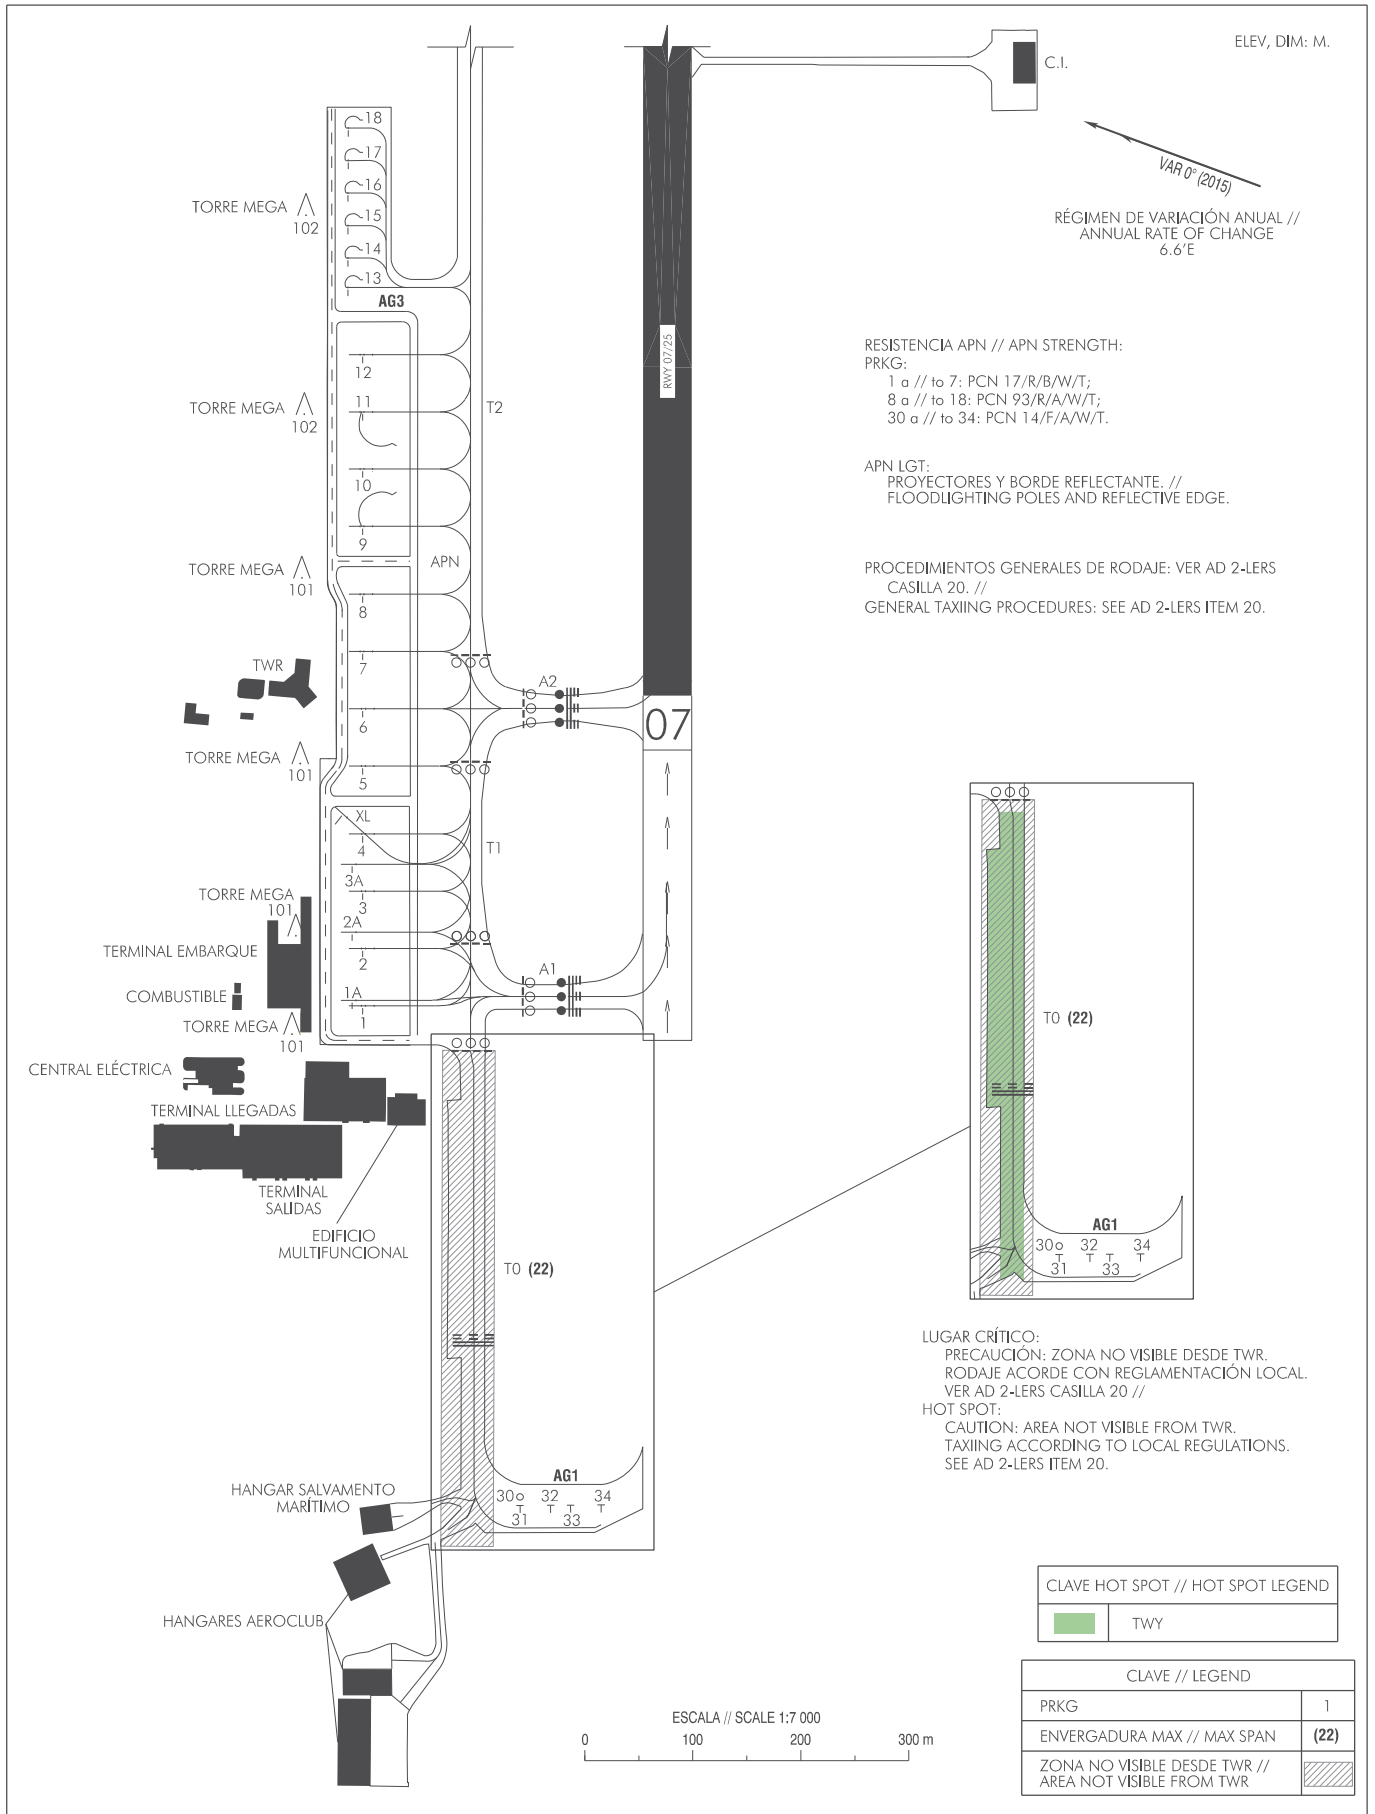 ELEV, DIM: M.
C.I.
VAR 0° (2015)
RÉGIMEN DE VARIACIÓN ANUAL //
ANNUAL RATE OF CHANGE
6.6'E
18
17
16
15
14
13
AG3
TORRE MEGA
102
12
11
TORRE MEGA
102
10
9
T2
APN
RWY 07/25
RESISTENCIA APN // APN STRENGTH:
PRKG:
1 a // to 7: PCN 17/R/B/W/T;
8 a // to 18: PCN 93/R/A/W/T;
30 a // to 34: PCN 14/F/A/W/T.
APN LGT:
PROYECTORES Y BORDE REFLECTANTE. //
FLOODLIGHTING POLES AND REFLECTIVE EDGE.
PROCEDIMIENTOS GENERALES DE RODAJE: VER AD 2-LERS
CASILLA 20. //
GENERAL TAXIING PROCEDURES: SEE AD 2-LERS ITEM 20.
TORRE MEGA
101
8
7
TWR
6
A2
07
TORRE MEGA
101
5
XL
4
T1
3A
3
TORRE MEGA
101
2A
2
TERMINAL EMBARQUE
A1
1A
1
COMBUSTIBLE
TORRE MEGA
101
CENTRAL ELÉCTRICA
TERMINAL LLEGADAS
TERMINAL
SALIDAS
EDIFICIO
MULTIFUNCIONAL
T0 (22)
AG1
30 32 34
31 33
T0 (22)
AG1
30 32 34
31 33
LUGAR CRÍTICO:
PRECAUCIÓN: ZONA NO VISIBLE DESDE TWR.
RODAJE ACORDE CON REGLAMENTACIÓN LOCAL.
VER AD 2-LERS CASILLA 20 //
HOT SPOT:
CAUTION: AREA NOT VISIBLE FROM TWR.
TAXIING ACCORDING TO LOCAL REGULATIONS.
SEE AD 2-LERS ITEM 20.
HANGAR SALVAMENTO
MARÍTIMO
HANGARES AEROCLUB
CLAVE HOT SPOT // HOT SPOT LEGEND
TWY
CLAVE // LEGEND
PRKG 1
ENVERGADURA MAX // MAX SPAN (22)
ZONA NO VISIBLE DESDE TWR //
AREA NOT VISIBLE FROM TWR
ESCALA // SCALE 1:7 000
0 100 200 300 m